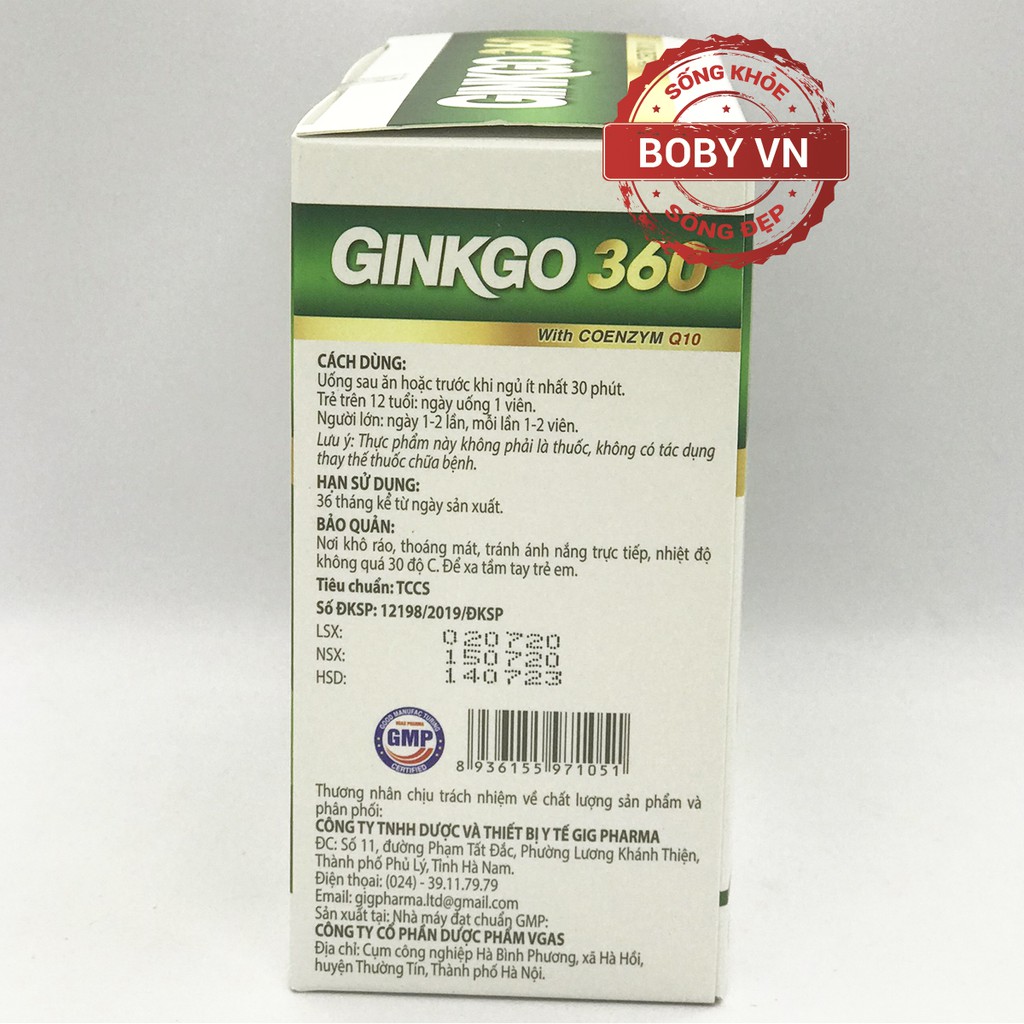 GINKGO 360
SỐNG KHỎE
BOBY VN
SỐNG ĐẸP
GINKGO 360
With COENZYM Q10
CÁCH DÙNG:
Uống sau ăn hoặc trước khi ngủ ít nhất 30 phút.
Trẻ trên 12 tuổi: ngày uống 1 viên.
Người lớn: ngày 1-2 lần, mỗi lần 1-2 viên.
Lưu ý: Thực phẩm này không phải là thuốc, không có tác dụng
thay thế thuốc chữa bệnh.
HẠN SỬ DỤNG:
36 tháng kể từ ngày sản xuất.
BẢO QUẢN:
Nơi khô ráo, thoáng mát, tránh ánh nắng trực tiếp, nhiệt độ
không quá 30 độ C. Để xa tầm tay trẻ em.
Tiêu chuẩn: TCCS
Số ĐKSP: 12198/2019/ĐKSP
LSX: 020720
NSX: 150720
HSD: 140723
GOOD MANUFACTURING
GMP
CERTIFIED
8 936155 971051
Thương nhân chịu trách nhiệm về chất lượng sản phẩm và
phân phối:
CÔNG TY TNHH DƯỢC VÀ THIẾT BỊ Y TẾ GIG PHARMA
ĐC: Số 11, đường Phạm Tất Đắc, Phường Lương Khánh Thiện,
Thành phố Phủ Lý, Tỉnh Hà Nam.
Điện thoại: (024) - 39.11.79.79
Email: gigpharma.ltd@gmail.com
Sản xuất tại: Nhà máy đạt chuẩn GMP:
CÔNG TY CỔ PHẦN DƯỢC PHẨM VGAS
Địa chỉ: Cụm công nghiệp Hà Bình Phương, xã Hà Hồi,
huyện Thường Tín, Thành phố Hà Nội.